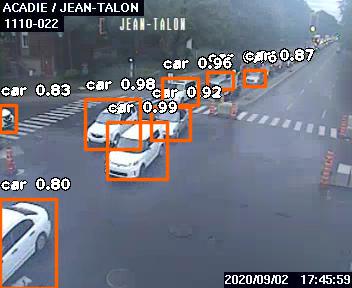 ACADIE / JEAN-TALON
1110-022
E JEAN-TALON
car 0.96
car 0.87
car 0.98
car 0.83
car 0.92
car 0.99
car 0.80
2020/09/02 17:45:59